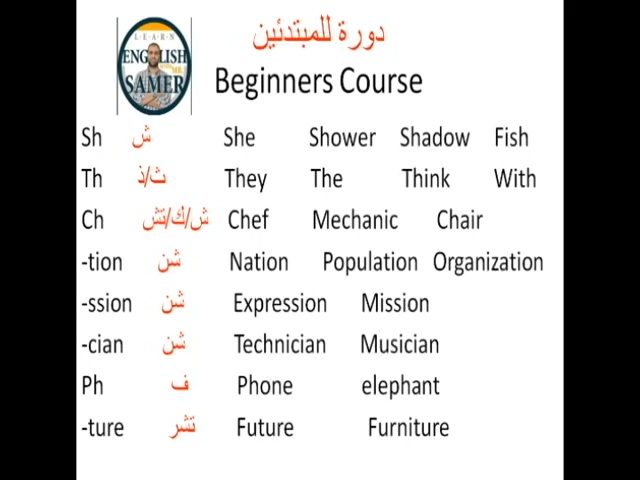 دورة للمبتدئين
LEARN
ENGLISH
SAMER
Beginners Course
Sh ش She Shower Shadow Fish
Th ث/ذ They The Think With
Ch ش/ك/تش Chef Mechanic Chair
-tion شن Nation Population Organization
-ssion شن Expression Mission
-cian شن Technician Musician
Ph ف Phone elephant
-ture تشر Future Furniture